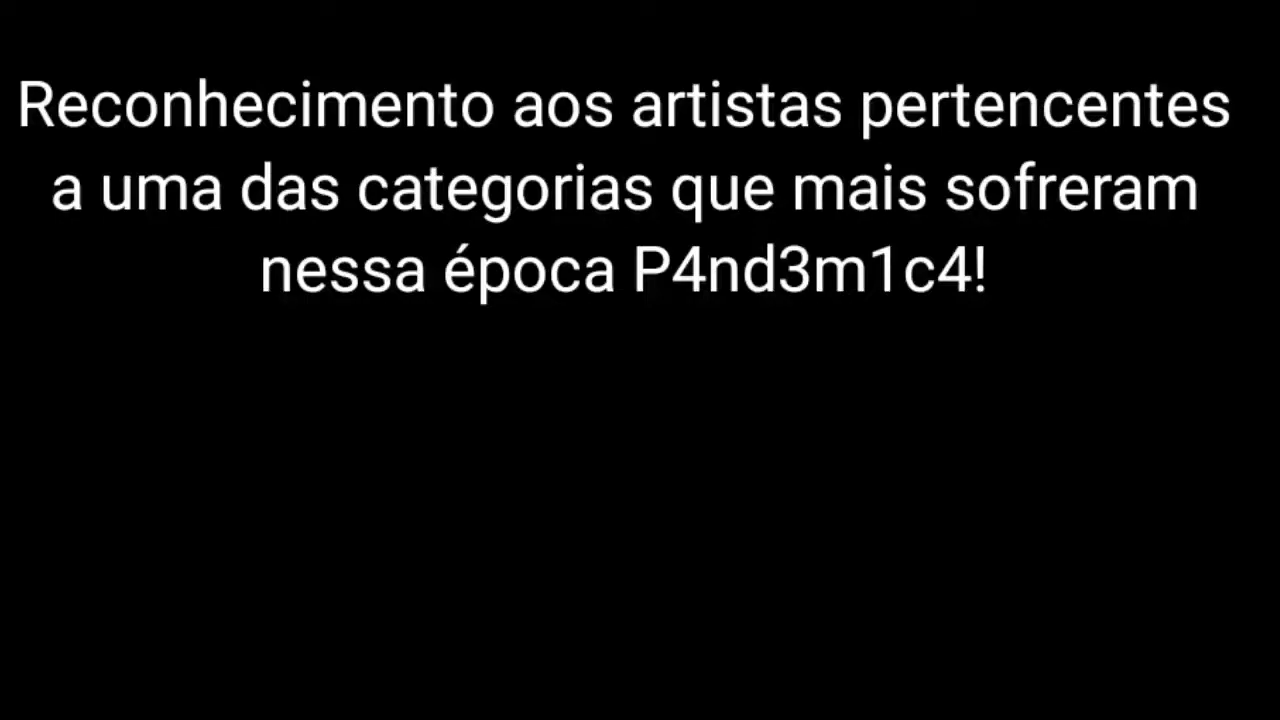 Reconhecimento aos artistas pertencentes
a uma das categorias que mais sofreram
nessa época P4nd3m1c4!